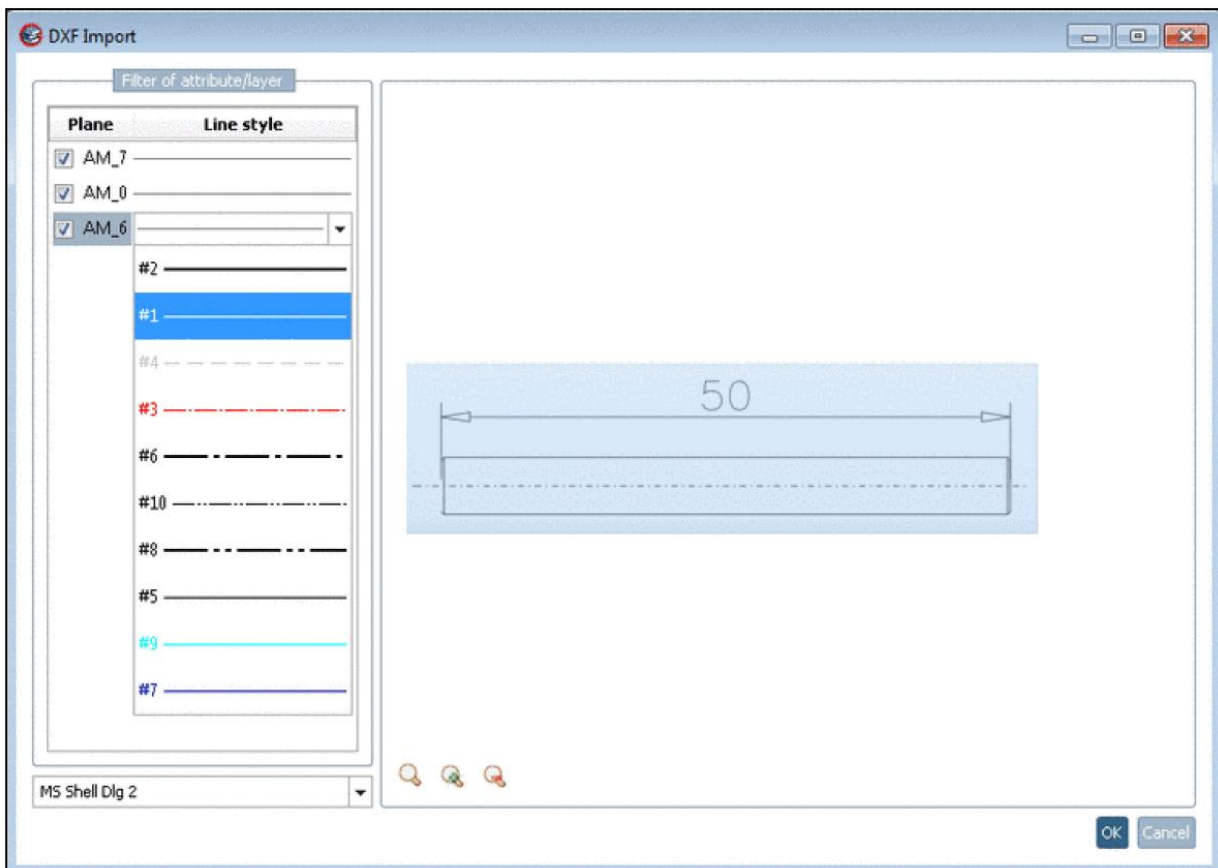 DXF Import
Filter of attribute/layer
Plane Line style
AM_7
AM_0
AM_6
#2
#1
#4
#3
#6
#10
#8
#5
#9
#7
50
MS Shell Dlg 2
OK Cancel